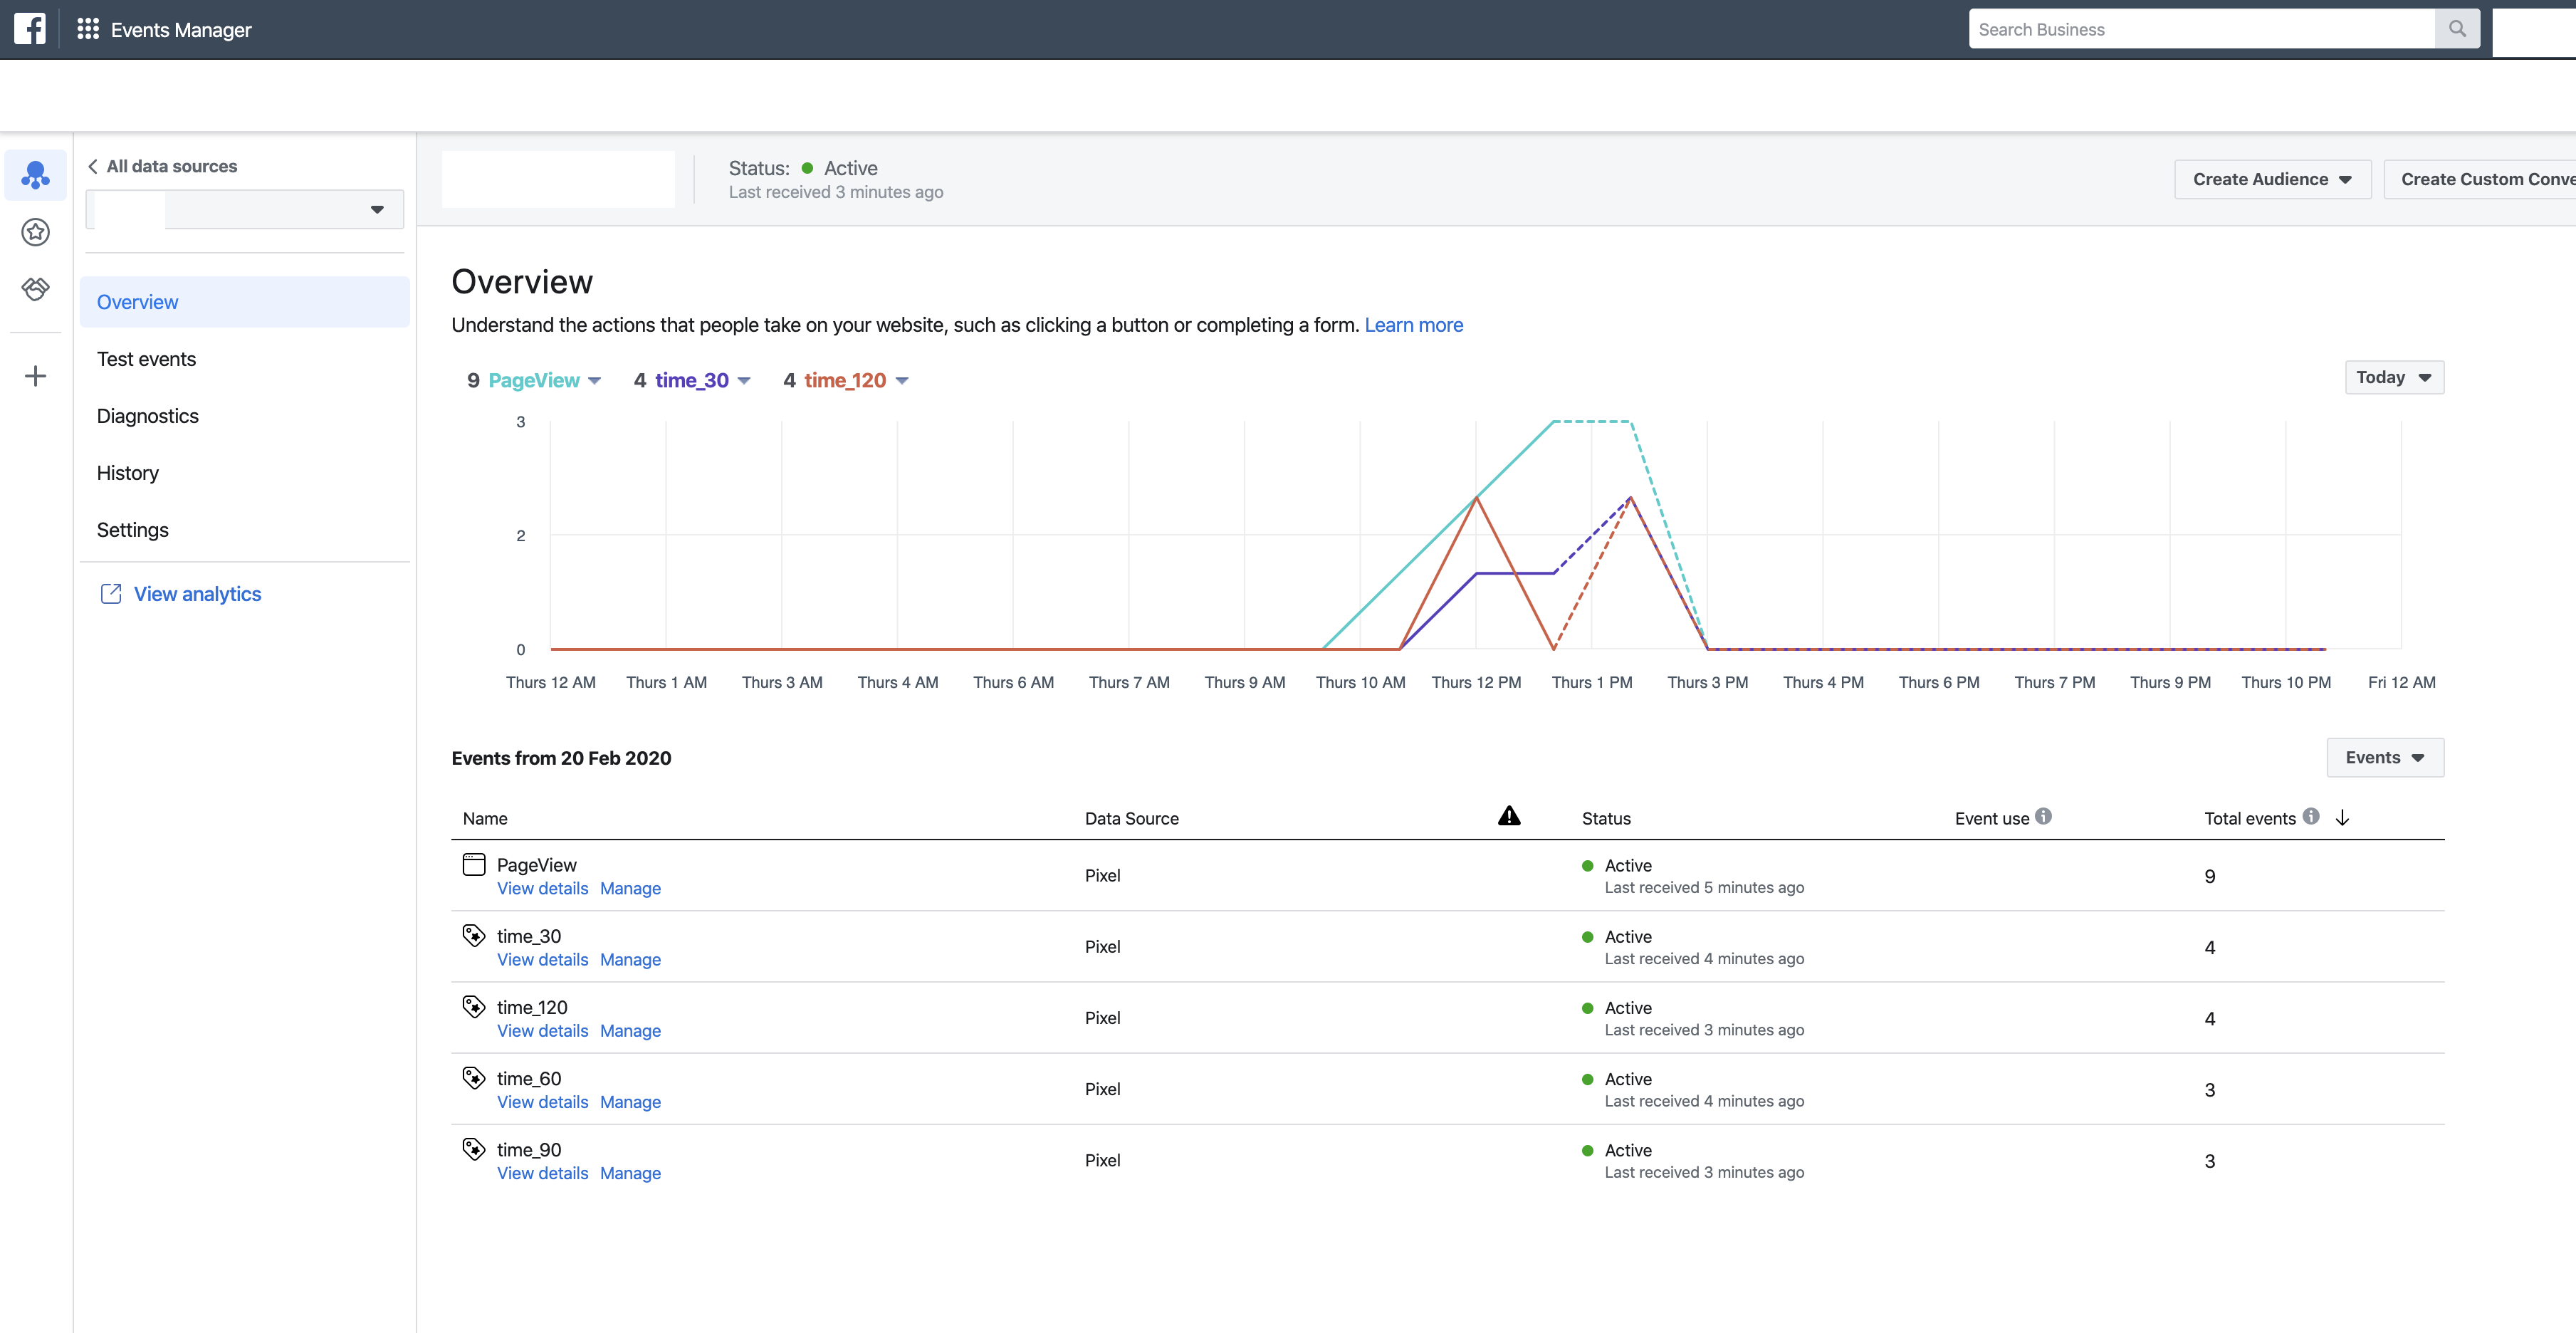 Events Manager
Search Business
All data sources
Status: Active
Last received 3 minutes ago
Create Audience
Create Custom Conve
Overview
Test events
Diagnostics
History
Settings
View analytics
Overview
Understand the actions that people take on your website, such as clicking a button or completing a form. Learn more
9 PageView 4 time_30 4 time_120
Today
3
2
0
Thurs 12 AM Thurs 1 AM Thurs 3 AM Thurs 4 AM Thurs 6 AM Thurs 7 AM Thurs 9 AM Thurs 10 AM Thurs 12 PM Thurs 1 PM Thurs 3 PM Thurs 4 PM Thurs 6 PM Thurs 7 PM Thurs 9 PM Thurs 10 PM Fri 12 AM
Events from 20 Feb 2020
Events
Name Data Source Status Event use Total events
PageView
View details Manage
Pixel
Active
Last received 5 minutes ago
9
time_30
View details Manage
Pixel
Active
Last received 4 minutes ago
4
time_120
View details Manage
Pixel
Active
Last received 3 minutes ago
4
time_60
View details Manage
Pixel
Active
Last received 4 minutes ago
3
time_90
View details Manage
Pixel
Active
Last received 3 minutes ago
3